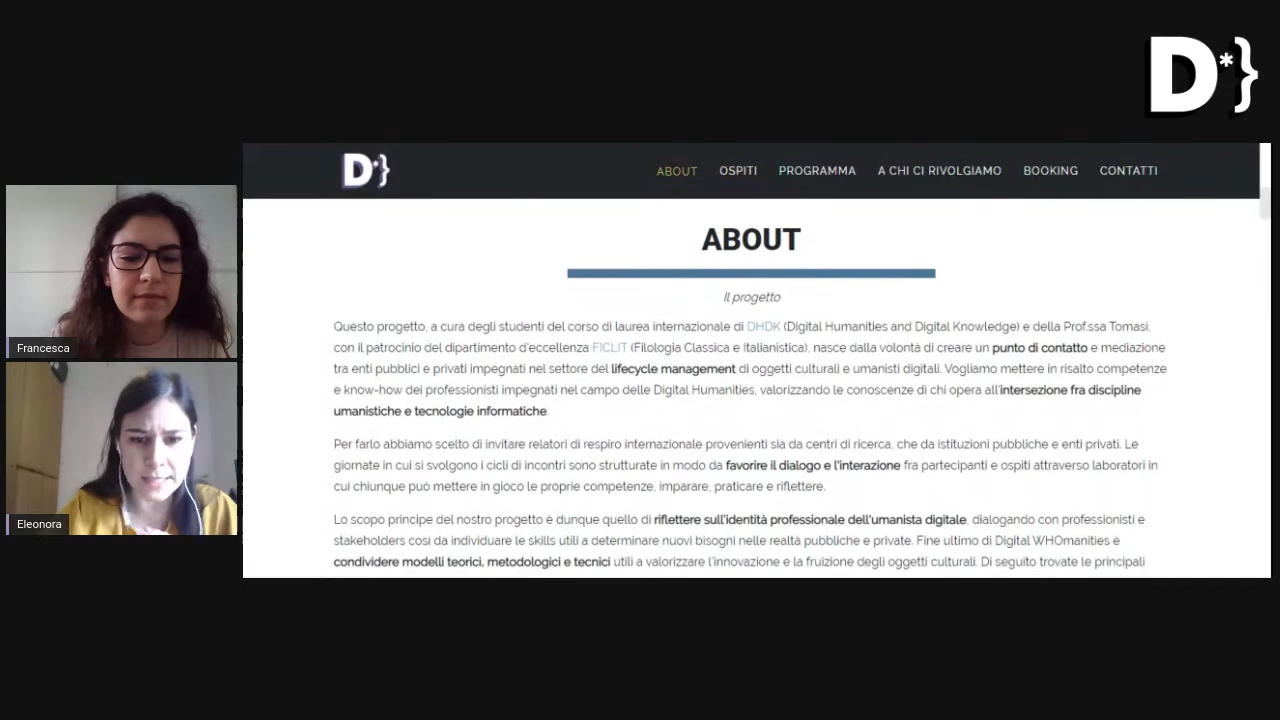 D*}
D*}
ABOUT OSPITI PROGRAMMA A CHI CI RIVOLGIAMO BOOKING CONTATTI
ABOUT
Il progetto
Questo progetto, a cura degli studenti del corso di laurea internazionale di DHDK (Digital Humanities and Digital Knowledge) e della Prof.ssa Tomasi,
con il patrocinio del dipartimento d'eccellenza FICLIT (Filologia Classica e Italianistica), nasce dalla volontà di creare un punto di contatto e mediazione
tra enti pubblici e privati impegnati nel settore del lifecycle management di oggetti culturali e umanisti digitali. Vogliamo mettere in risalto competenze
e know-how dei professionisti impegnati nel campo delle Digital Humanities, valorizzando le conoscenze di chi opera all'intersezione fra discipline
umanistiche e tecnologie informatiche.
Per farlo abbiamo scelto di invitare relatori di respiro internazionale provenienti sia da centri di ricerca, che da istituzioni pubbliche e enti privati. Le
giornate in cui si svolgono i cicli di incontri sono strutturate in modo da favorire il dialogo e l'interazione fra partecipanti e ospiti attraverso laboratori in
cui chiunque può mettere in gioco le proprie competenze, imparare, praticare e riflettere.
Lo scopo principe del nostro progetto è dunque quello di riflettere sull'identità professionale dell'umanista digitale, dialogando con professionisti e
stakeholders così da individuare le skills utili a determinare nuovi bisogni nelle realtà pubbliche e private. Fine ultimo di Digital WHOmanities è
condividere modelli teorici, metodologici e tecnici utili a valorizzare l'innovazione e la fruizione degli oggetti culturali. Di seguito trovate le principali
Francesca
Eleonora